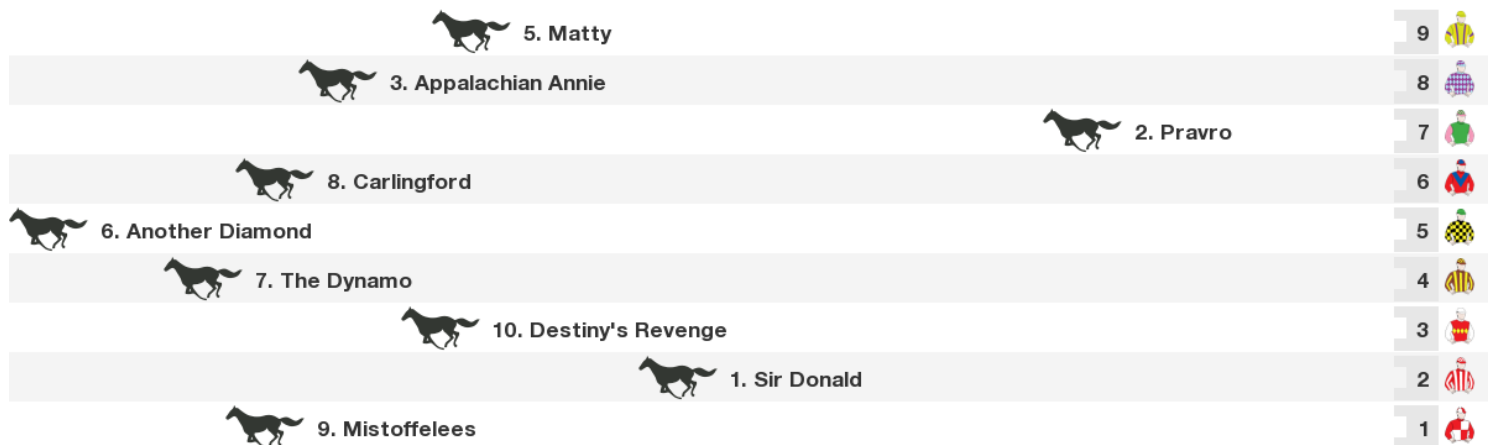 5. Matty 9
3. Appalachian Annie 8
2. Pravro 7
8. Carlingford 6
6. Another Diamond 5
7. The Dynamo 4
10. Destiny's Revenge 3
1. Sir Donald 2
9. Mistoffelees 1